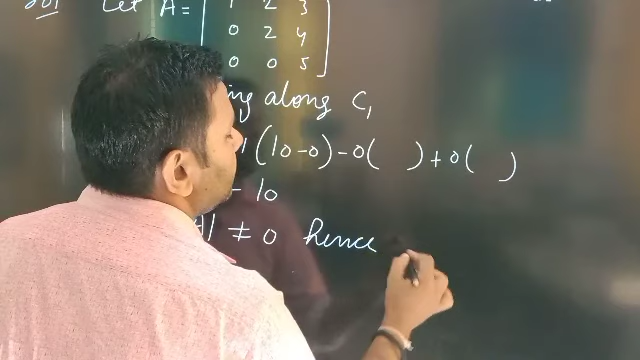 Sol Let A = [ 1 2 3
0 2 4
0 0 5 ]
ing along C₁
1 (10-0) - 0( ) + 0( )
10
≠ 0 hence